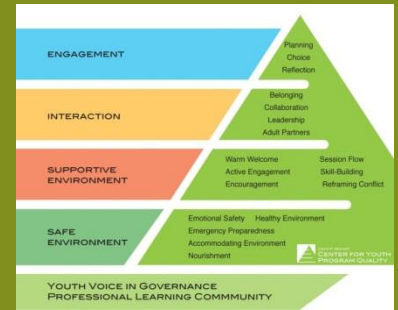 ENGAGEMENT
Planning
Choice
Reflection
INTERACTION
Belonging
Collaboration
Leadership
Adult Partners
SUPPORTIVE
ENVIRONMENT
Warm Welcome Session Flow
Active Engagement Skill-Building
Encouragement Reframing Conflict
SAFE
ENVIRONMENT
Emotional Safety Healthy Environment
Emergency Preparedness
Accommodating Environment
Nourishment
CENTER FOR YOUTH
PROGRAM QUALITY
YOUTH VOICE IN GOVERNANCE
PROFESSIONAL LEARNING COMMMUNITY